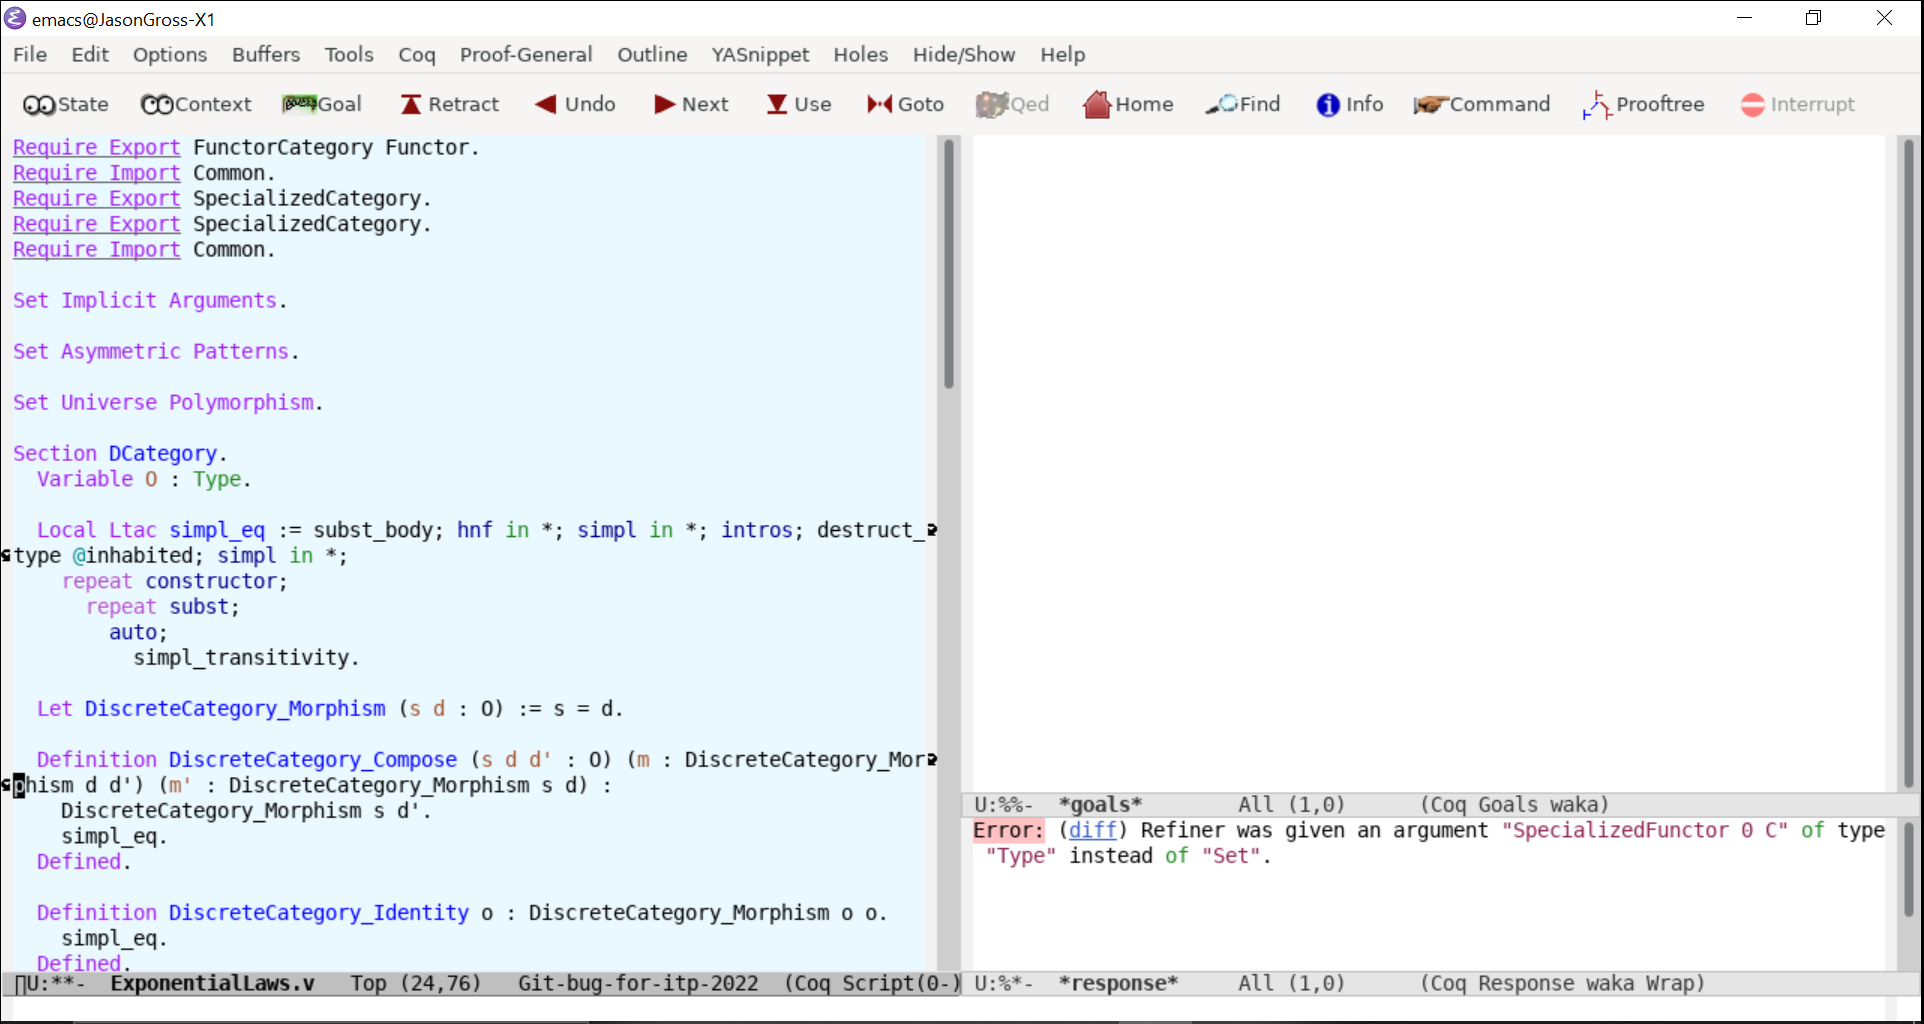 emacs@JasonGross-X1
File Edit Options Buffers Tools Coq Proof-General Outline YASnippet Holes Hide/Show Help
State Context Goal Retract Undo Next Use Goto Qed Home Find Info Command Prooftree Interrupt
Require Export FunctorCategory Functor.
Require Import Common.
Require Export SpecializedCategory.
Require Export SpecializedCategory.
Require Import Common.
Set Implicit Arguments.
Set Asymmetric Patterns.
Set Universe Polymorphism.
Section DCategory.
  Variable O : Type.
  Local Ltac simpl_eq := subst_body; hnf in *; simpl in *; intros; destruct_
type @inhabited; simpl in *;
    repeat constructor;
      repeat subst;
        auto;
          simpl_transitivity.
  Let DiscreteCategory_Morphism (s d : O) := s = d.
  Definition DiscreteCategory_Compose (s d d' : O) (m : DiscreteCategory_Mor
phism d d') (m' : DiscreteCategory_Morphism s d) :
    DiscreteCategory_Morphism s d'.
    simpl_eq.
  Defined.
  Definition DiscreteCategory_Identity o : DiscreteCategory_Morphism o o.
    simpl_eq.
  Defined.
U:**-  ExponentialLaws.v   Top (24,76)   Git-bug-for-itp-2022  (Coq Script(0-)
U:%%-  *goals*        All (1,0)      (Coq Goals waka)
Error: (diff) Refiner was given an argument "SpecializedFunctor 0 C" of type
 "Type" instead of "Set".
U:%*-  *response*     All (1,0)      (Coq Response waka Wrap)